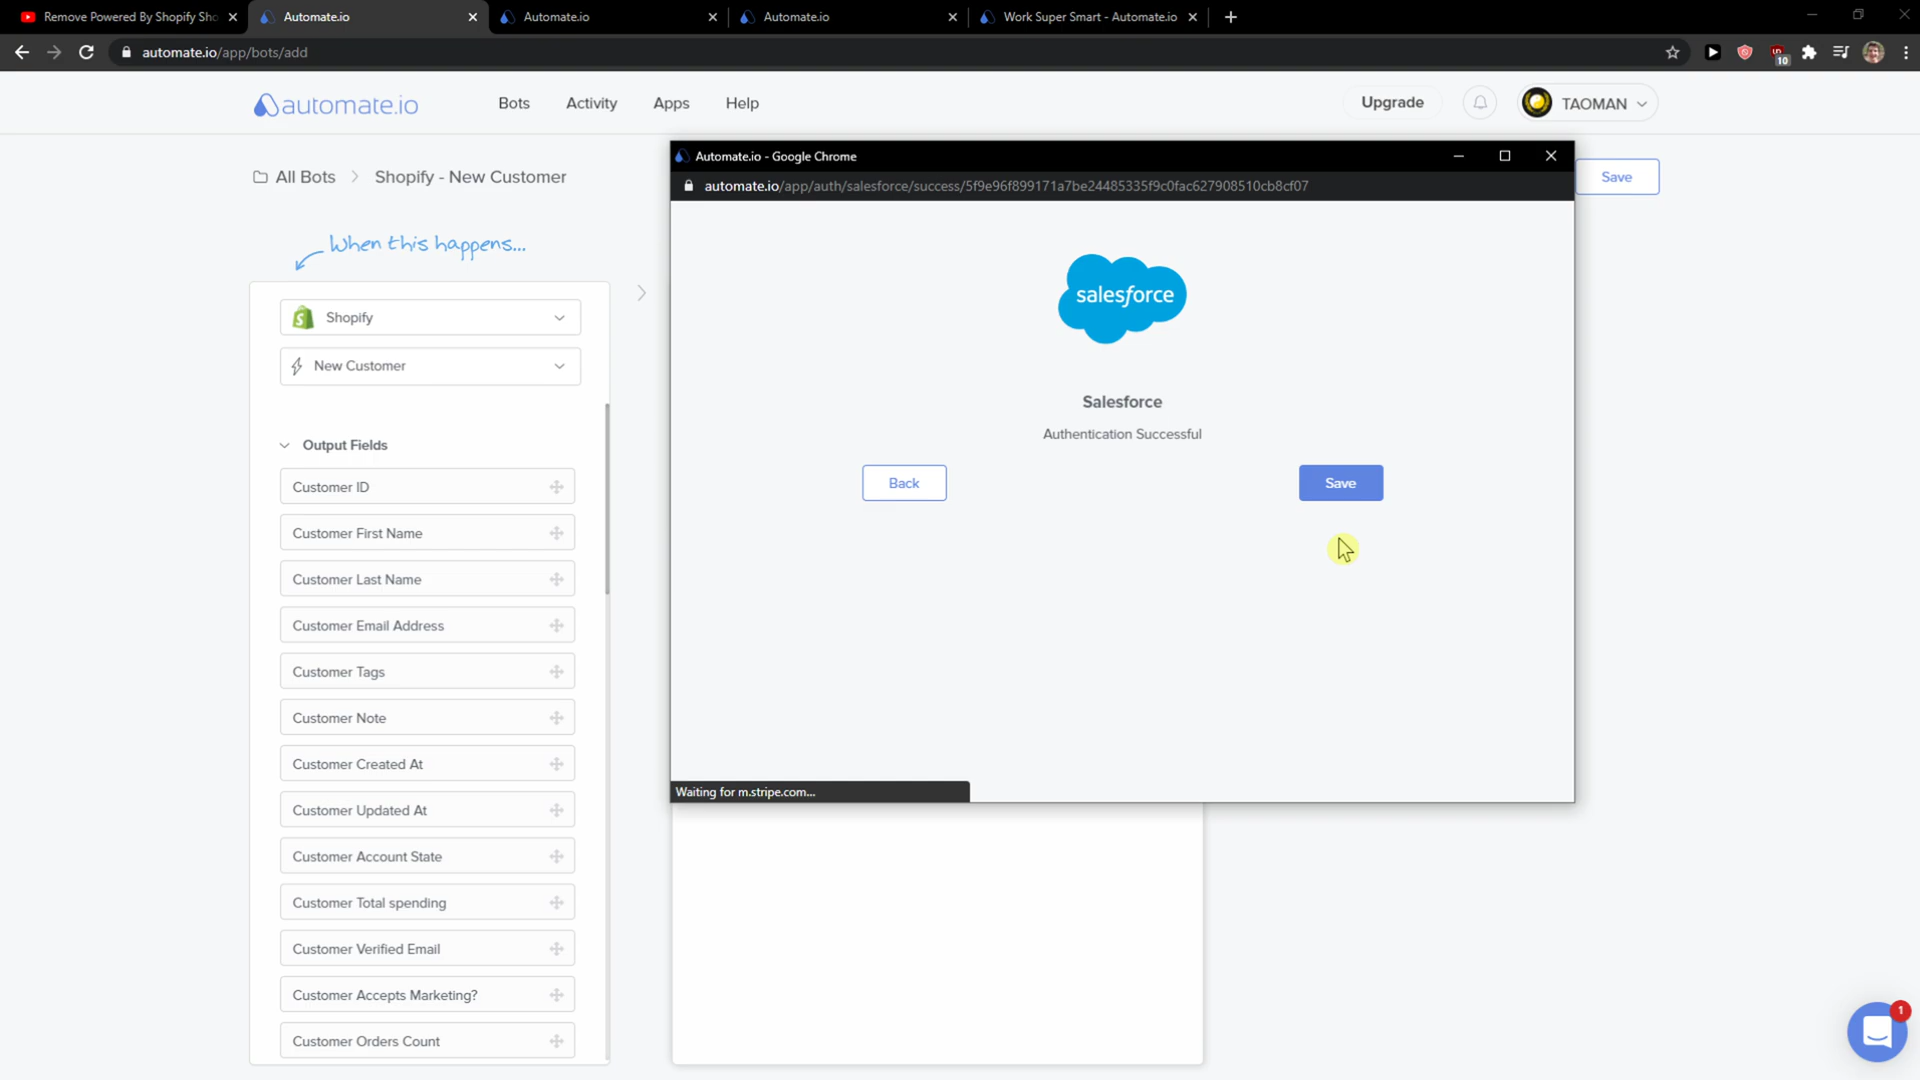 Remove Powered By Shopify Sho
Automate.io
Automate.io
Automate.io
Work Super Smart - Automate.io
automate.io/app/bots/add
10
automate.io
Bots
Activity
Apps
Help
Upgrade
TAOMAN
All Bots
Shopify - New Customer
Save
When this happens...
Shopify
New Customer
Output Fields
Customer ID
Customer First Name
Customer Last Name
Customer Email Address
Customer Tags
Customer Note
Customer Created At
Customer Updated At
Customer Account State
Customer Total spending
Customer Verified Email
Customer Accepts Marketing?
Customer Orders Count
Automate.io - Google Chrome
automate.io/app/auth/salesforce/success/5f9e96f899171a7be24485335f9c0fac627908510cb8cf07
salesforce
Salesforce
Authentication Successful
Back
Save
Waiting for m.stripe.com...
1